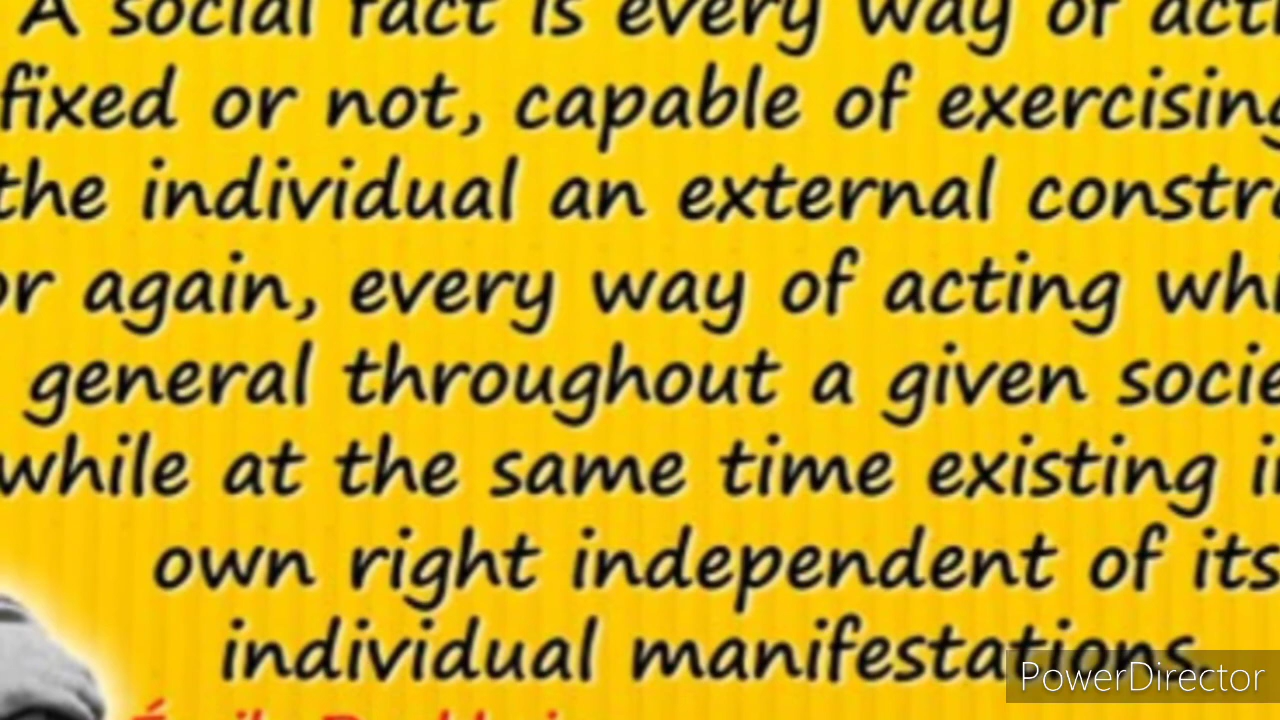 A social fact is every way of acti
fixed or not, capable of exercising
the individual an external constra
or again, every way of acting whi
general throughout a given socie
while at the same time existing i
own right independent of its
individual manifestations.
PowerDirector